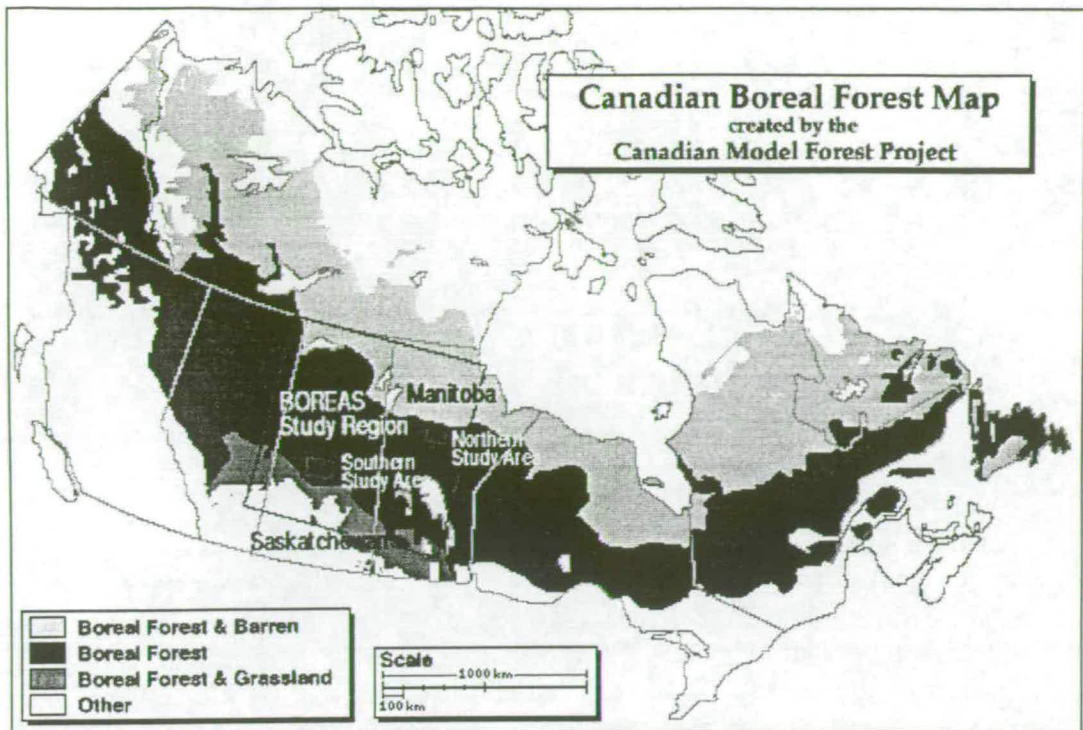 Canadian Boreal Forest Map
created by the
Canadian Model Forest Project
Manitoba
BOREAS
Study Region
Northern
Study Area
Southern
Study Area
Boreal Forest & Barren
Boreal Forest
Boreal Forest & Grassland
Other
Scale
1000 km
100 km